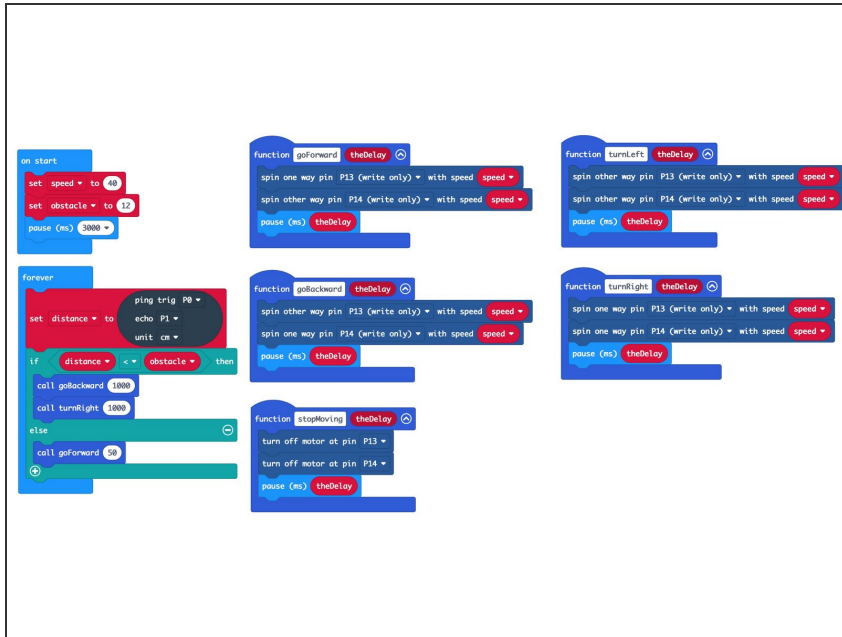 on start
set speed to 40
set obstacle to 12
pause (ms) 3000
forever
set distance to
ping trig P0
echo P1
unit cm
if distance < obstacle then
call goBackward 1000
call turnRight 1000
else
call goForward 50
function goForward theDelay
spin one way pin P13 (write only) with speed speed
spin other way pin P14 (write only) with speed speed
pause (ms) theDelay
function goBackward theDelay
spin other way pin P13 (write only) with speed speed
spin one way pin P14 (write only) with speed speed
pause (ms) theDelay
function stopMoving theDelay
turn off motor at pin P13
turn off motor at pin P14
pause (ms) theDelay
function turnLeft theDelay
spin other way pin P13 (write only) with speed speed
spin other way pin P14 (write only) with speed speed
pause (ms) theDelay
function turnRight theDelay
spin one way pin P13 (write only) with speed speed
spin one way pin P14 (write only) with speed speed
pause (ms) theDelay